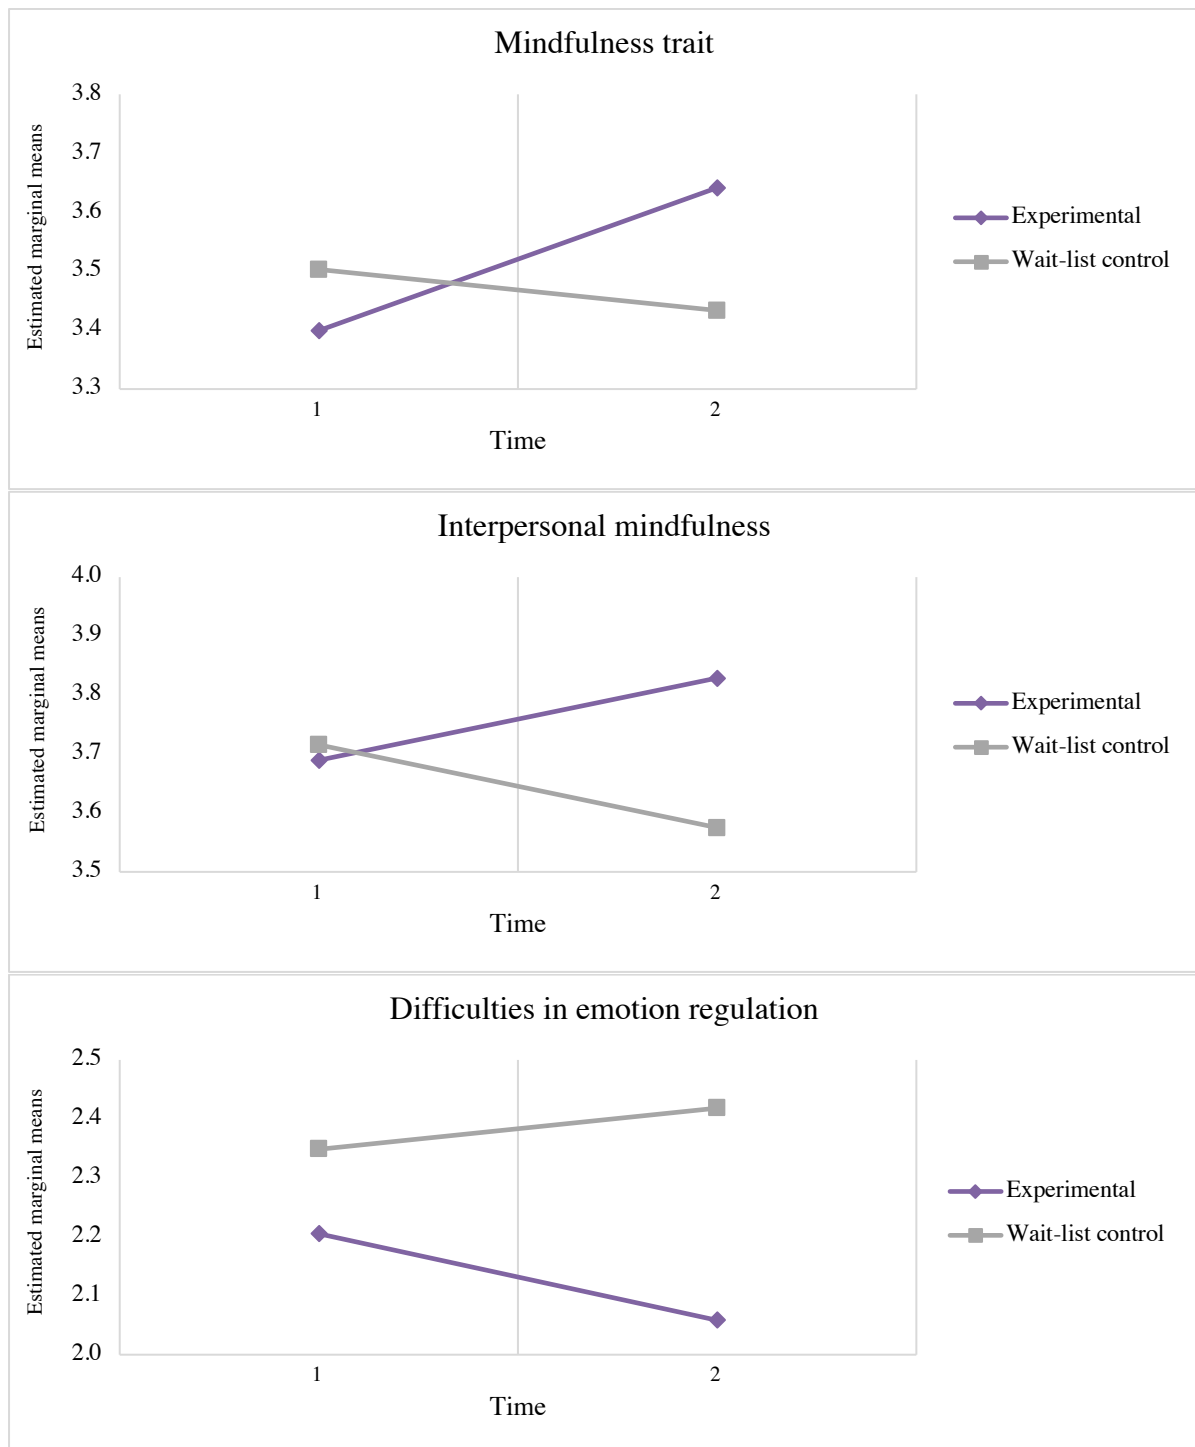 Mindfulness trait
Estimated marginal means
3.8
3.7
3.6
3.5
3.4
3.3
1
2
Time
Experimental
Wait-list control
Interpersonal mindfulness
Estimated marginal means
4.0
3.9
3.8
3.7
3.6
3.5
1
2
Time
Experimental
Wait-list control
Difficulties in emotion regulation
Estimated marginal means
2.5
2.4
2.3
2.2
2.1
2.0
1
2
Time
Experimental
Wait-list control